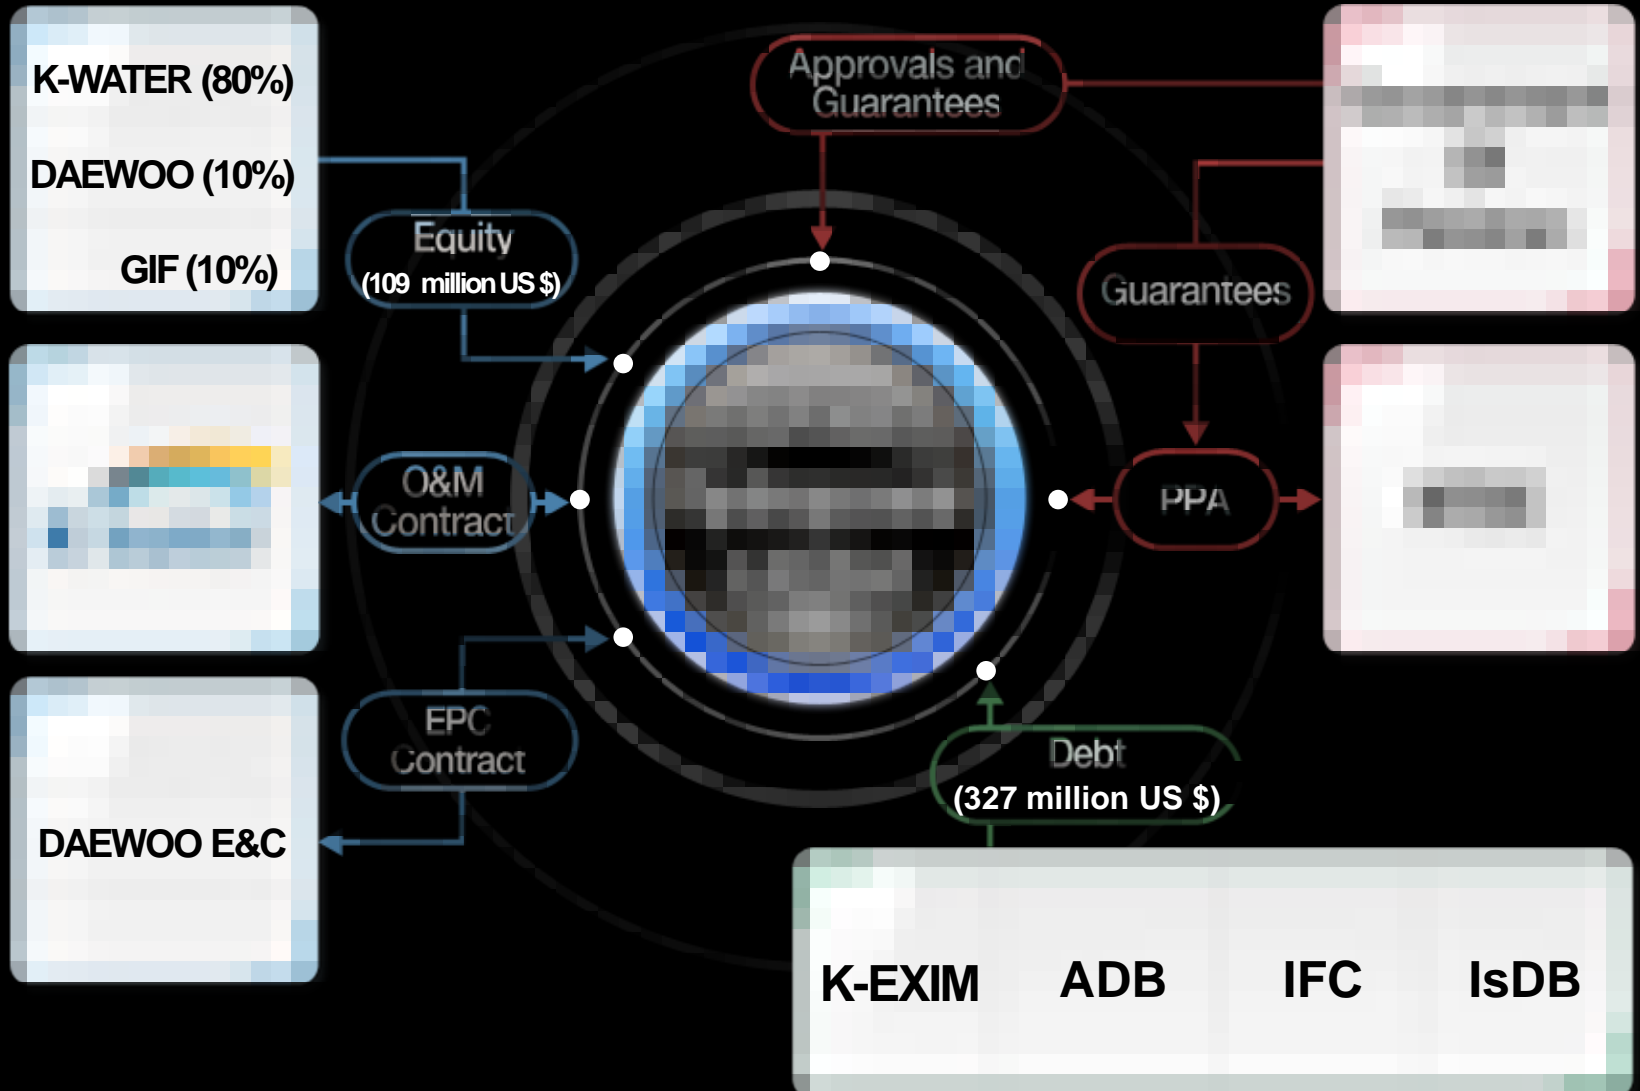 K-WATER (80%)
DAEWOO (10%)
GIF (10%)
Equity
(109 million US $)
Approvals and
Guarantees
Guarantees
O&M
Contract
PPA
EPC
Contract
DAEWOO E&C
Debt
(327 million US $)
K-EXIM ADB IFC IsDB